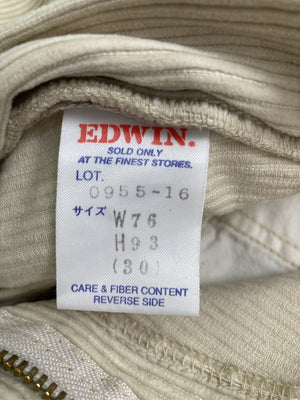 EDWIN.
SOLD ONLY
AT THE FINEST STORES.
LOT.
0955-16
サイズ W76
H93
(30)
CARE & FIBER CONTENT
REVERSE SIDE